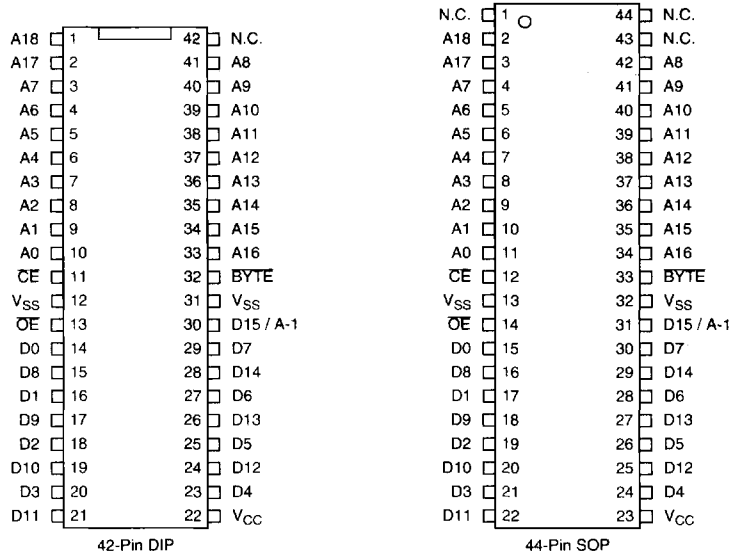 A18 1 42 N.C.
A17 2 41 A8
A7 3 40 A9
A6 4 39 A10
A5 5 38 A11
A4 6 37 A12
A3 7 36 A13
A2 8 35 A14
A1 9 34 A15
A0 10 33 A16
C̅E̅ 11 32 B̅Y̅T̅E̅
VSS 12 31 VSS
O̅E̅ 13 30 D15 / A-1
D0 14 29 D7
D8 15 28 D14
D1 16 27 D6
D9 17 26 D13
D2 18 25 D5
D10 19 24 D12
D3 20 23 D4
D11 21 22 VCC
42-Pin DIP
N.C. 1 44 N.C.
A18 2 43 N.C.
A17 3 42 A8
A7 4 41 A9
A6 5 40 A10
A5 6 39 A11
A4 7 38 A12
A3 8 37 A13
A2 9 36 A14
A1 10 35 A15
A0 11 34 A16
C̅E̅ 12 33 B̅Y̅T̅E̅
VSS 13 32 VSS
O̅E̅ 14 31 D15 / A-1
D0 15 30 D7
D8 16 29 D14
D1 17 28 D6
D9 18 27 D13
D2 19 26 D5
D10 20 25 D12
D3 21 24 D4
D11 22 23 VCC
44-Pin SOP